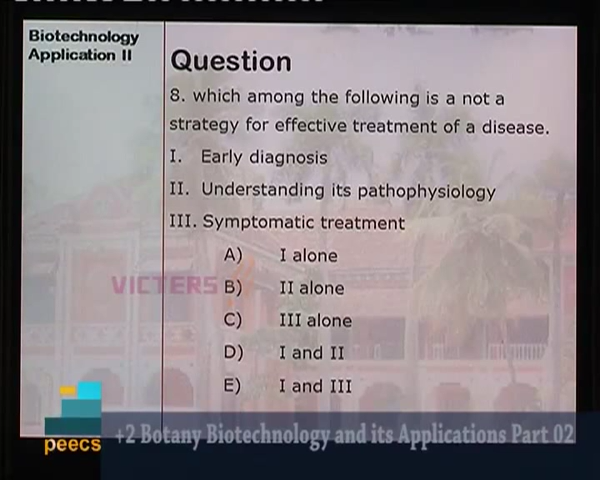 Biotechnology
Application II
Question
8. which among the following is a not a
strategy for effective treatment of a disease.
I. Early diagnosis
II. Understanding its pathophysiology
III. Symptomatic treatment
A) I alone
VICTERS
B) II alone
C) III alone
D) I and II
E) I and III
peecs
+2 Botany Biotechnology and its Applications Part 02